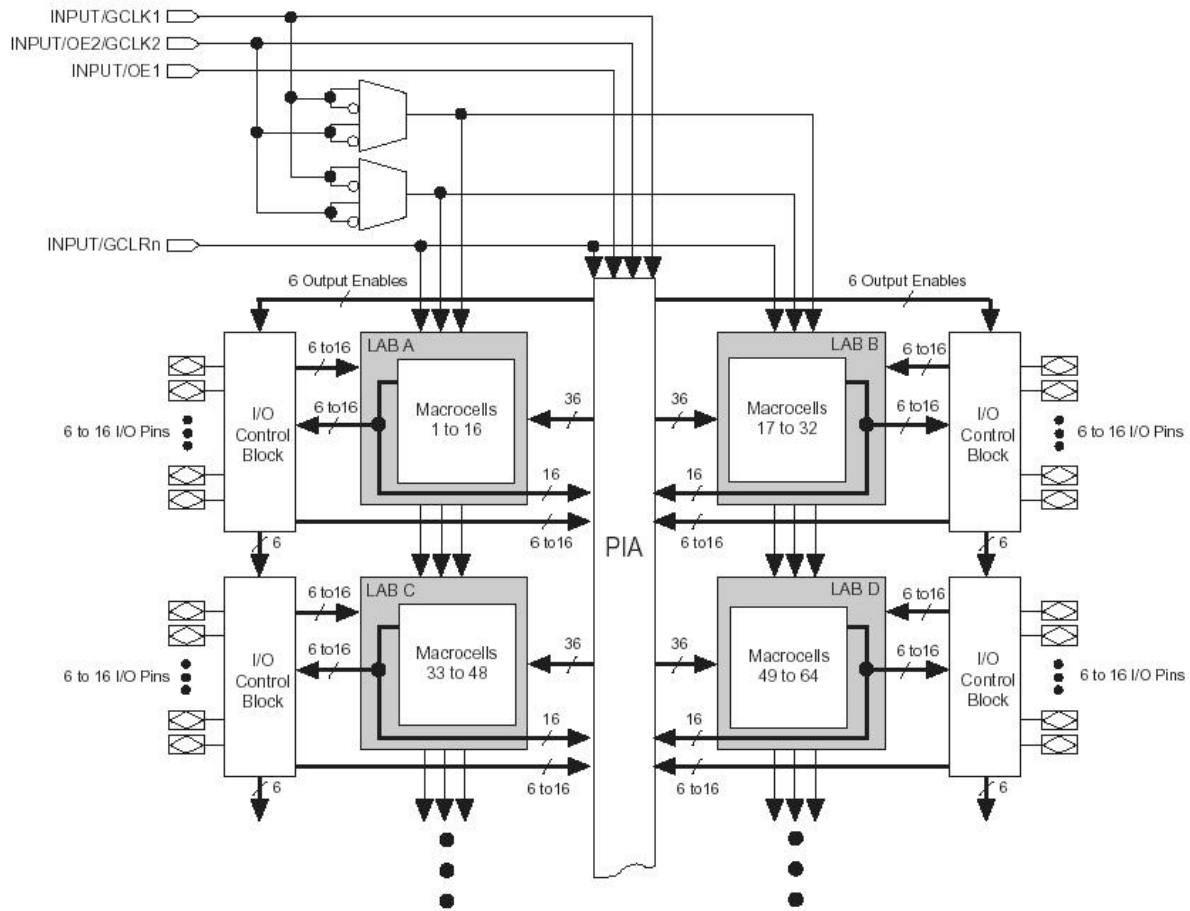 INPUT/GCLK1
INPUT/OE2/GCLK2
INPUT/OE1
INPUT/GCLRn
6 Output Enables
6 Output Enables
LAB A
LAB B
6 to16
6 to16
6 to16
Macrocells
1 to 16
36
36
Macrocells
17 to 32
6 to16
I/O
Control
Block
I/O
Control
Block
6 to 16 I/O Pins
6 to 16 I/O Pins
16
16
6 to16
6 to16
PIA
6
6
LAB C
LAB D
6 to16
6 to16
6 to16
Macrocells
33 to 48
36
36
Macrocells
49 to 64
6 to16
I/O
Control
Block
I/O
Control
Block
6 to 16 I/O Pins
6 to 16 I/O Pins
16
16
6 to16
6 to16
6
6